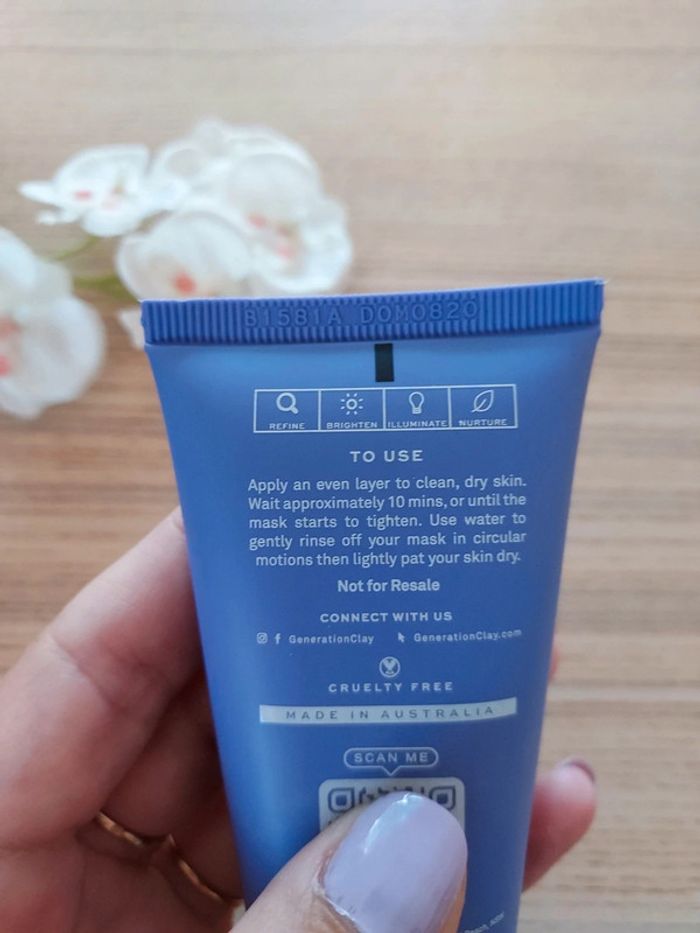 B1581A DOM0820
REFINE BRIGHTEN ILLUMINATE NURTURE
TO USE
Apply an even layer to clean, dry skin.
Wait approximately 10 mins, or until the
mask starts to tighten. Use water to
gently rinse off your mask in circular
motions then lightly pat your skin dry.
Not for Resale
CONNECT WITH US
GenerationClay GenerationClay.com
CRUELTY FREE
MADE IN AUSTRALIA
SCAN ME